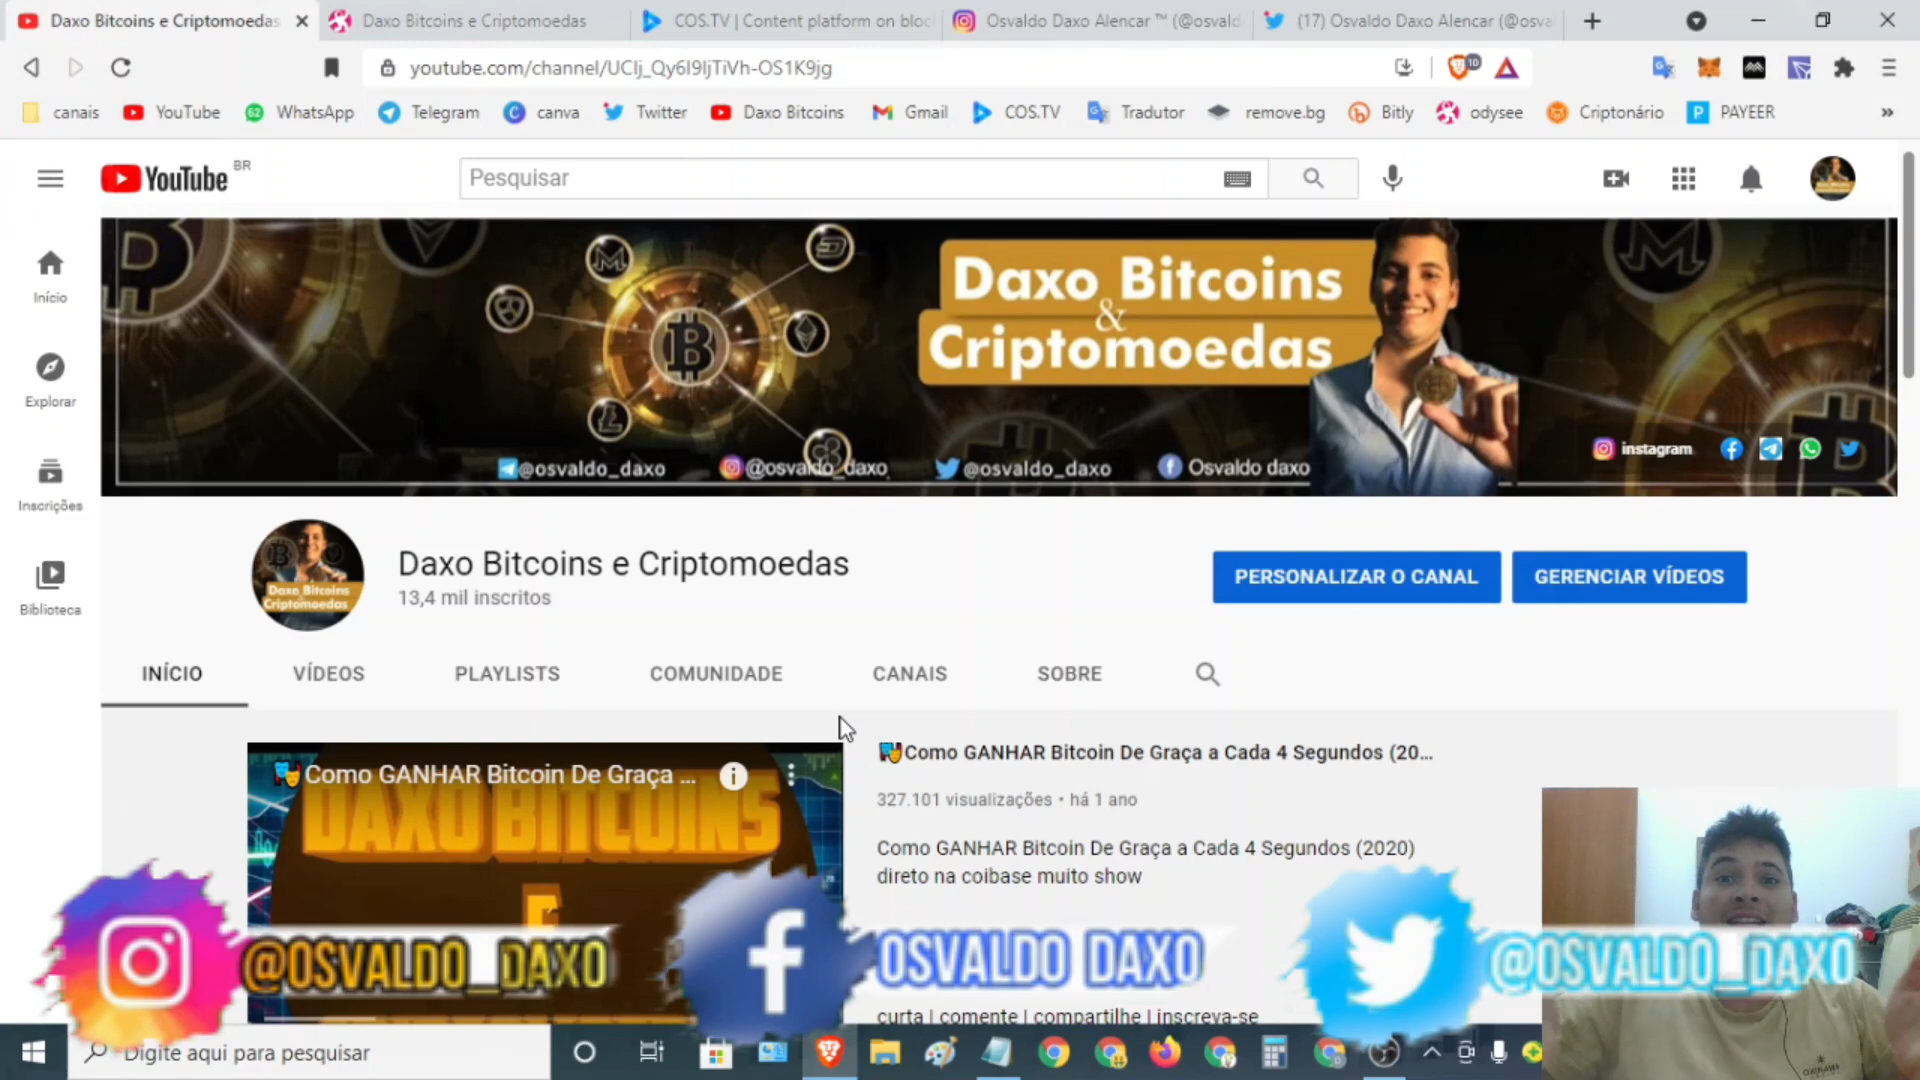 Daxo Bitcoins e Criptomoedas
Daxo Bitcoins e Criptomoedas
COS.TV | Content platform on bloc
Osvaldo Daxo Alencar ™ (@osvald
(17) Osvaldo Daxo Alencar (@osva
youtube.com/channel/UClj_Qy6I9IjTiVh-OS1K9jg
10
canais
YouTube
62
WhatsApp
Telegram
canva
Twitter
Daxo Bitcoins
Gmail
COS.TV
Tradutor
remove.bg
Bitly
odysee
Criptonário
PAYEER
»
YouTube BR
Pesquisar
Início
Explorar
Inscrições
Biblioteca
Daxo Bitcoins
&
Criptomoedas
@osvaldo_daxo
@osvaldo_daxo
@osvaldo_daxo
Osvaldo daxo
instagram
Daxo Bitcoins
Criptomoedas
Daxo Bitcoins e Criptomoedas
13,4 mil inscritos
PERSONALIZAR O CANAL
GERENCIAR VÍDEOS
INÍCIO
VÍDEOS
PLAYLISTS
COMUNIDADE
CANAIS
SOBRE
Como GANHAR Bitcoin De Graça ...
DAXO BITCOINS
E
Como GANHAR Bitcoin De Graça a Cada 4 Segundos (20...
327.101 visualizações • há 1 ano
Como GANHAR Bitcoin De Graça a Cada 4 Segundos (2020)
direto na coibase muito show
@OSVALDO_DAXO
OSVALDO DAXO
@OSVALDO_DAXO
curta | comente | compartilhe | inscreva-se
Digite aqui para pesquisar